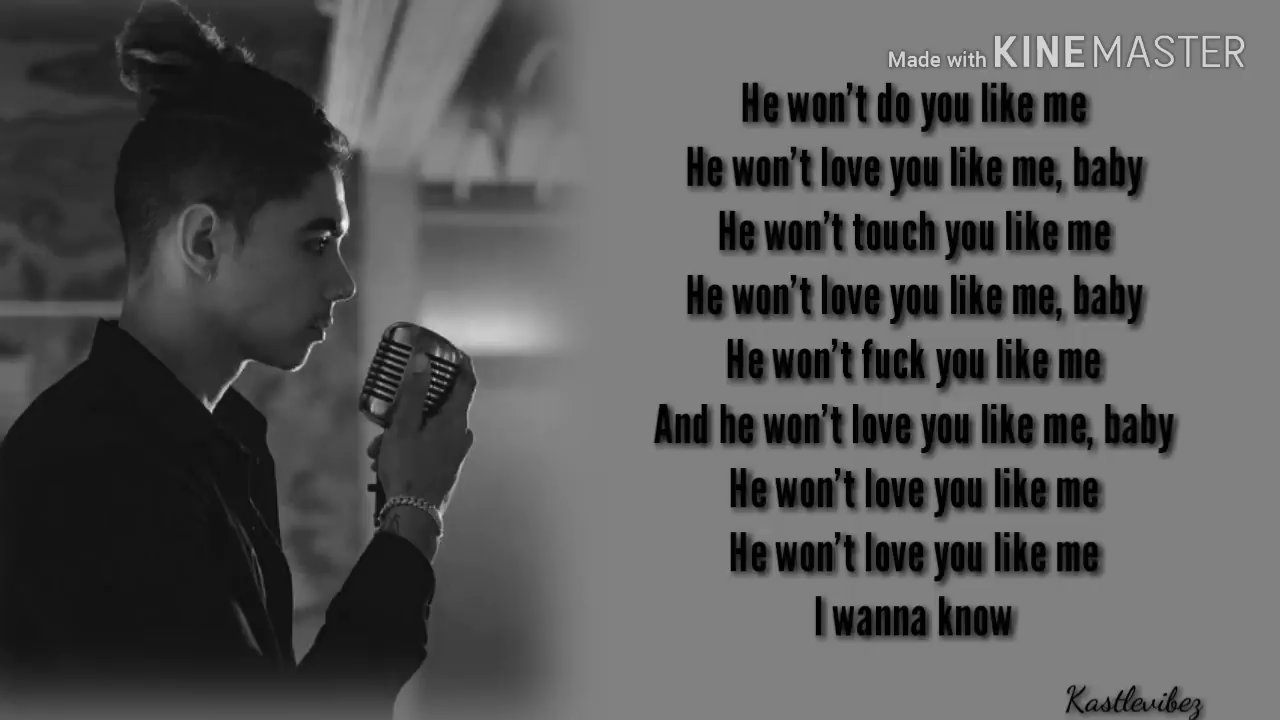 Made with KINEMASTER
He won't do you like me
He won't love you like me, baby
He won't touch you like me
He won't love you like me, baby
He won't fuck you like me
And he won't love you like me, baby
He won't love you like me
He won't love you like me
I wanna know
Kastlevibez